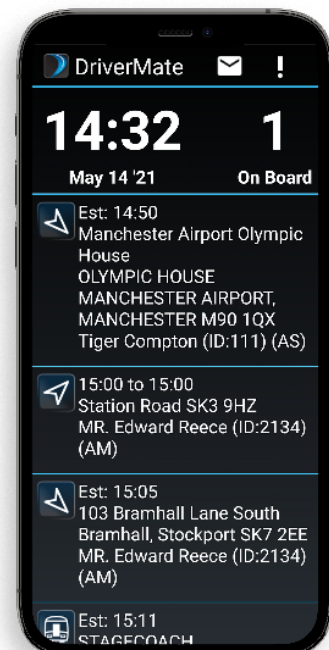 DriverMate
14:32
1
May 14 '21
On Board
Est: 14:50
Manchester Airport Olympic
House
OLYMPIC HOUSE
MANCHESTER AIRPORT,
MANCHESTER M90 1QX
Tiger Compton (ID:111) (AS)
15:00 to 15:00
Station Road SK3 9HZ
MR. Edward Reece (ID:2134)
(AM)
Est: 15:05
103 Bramhall Lane South
Bramhall, Stockport SK7 2EE
MR. Edward Reece (ID:2134)
(AM)
Est: 15:11
STAGECOACH